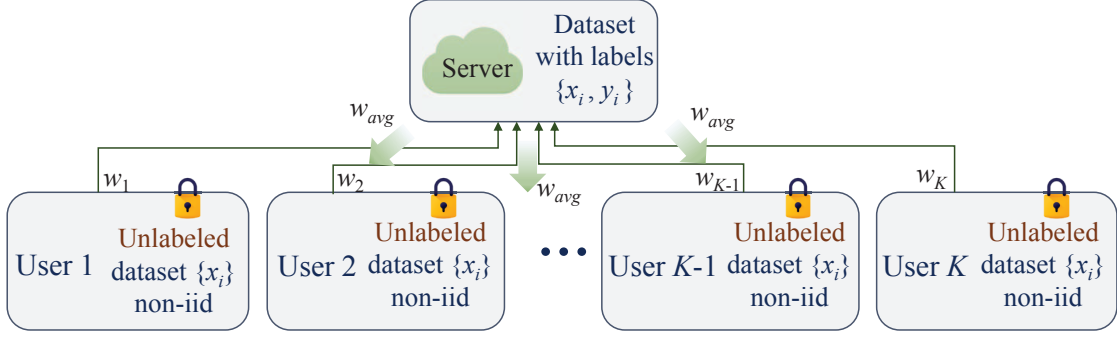 Server
Dataset
with labels
{x_i, y_i}
w_avg
w_avg
w_avg
w_1
w_2
w_{K-1}
w_K
User 1
Unlabeled
dataset {x_i}
non-iid
User 2
Unlabeled
dataset {x_i}
non-iid
•••
User K-1
Unlabeled
dataset {x_i}
non-iid
User K
Unlabeled
dataset {x_i}
non-iid